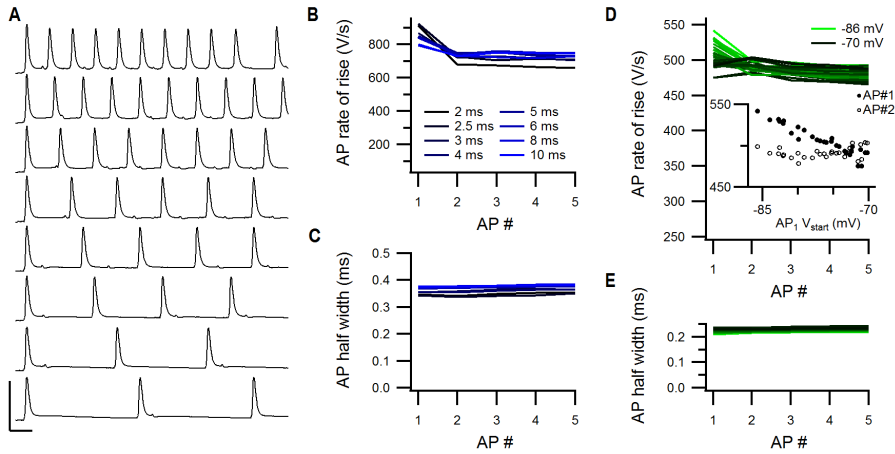 A
B
AP rate of rise (V/s)
800
600
400
200
0
2 ms
2.5 ms
3 ms
4 ms
5 ms
6 ms
8 ms
10 ms
1 2 3 4 5
AP #
C
AP half width (ms)
0.5
0.4
0.3
0.2
0.1
0.0
1 2 3 4 5
AP #
D
AP rate of rise (V/s)
550
500
450
400
350
300
250
-86 mV
-70 mV
AP#1
AP#2
550
450
-85 -70
AP1 Vstart (mV)
1 2 3 4 5
AP #
E
AP half width (ms)
0.2
0.0
1 2 3 4 5
AP #